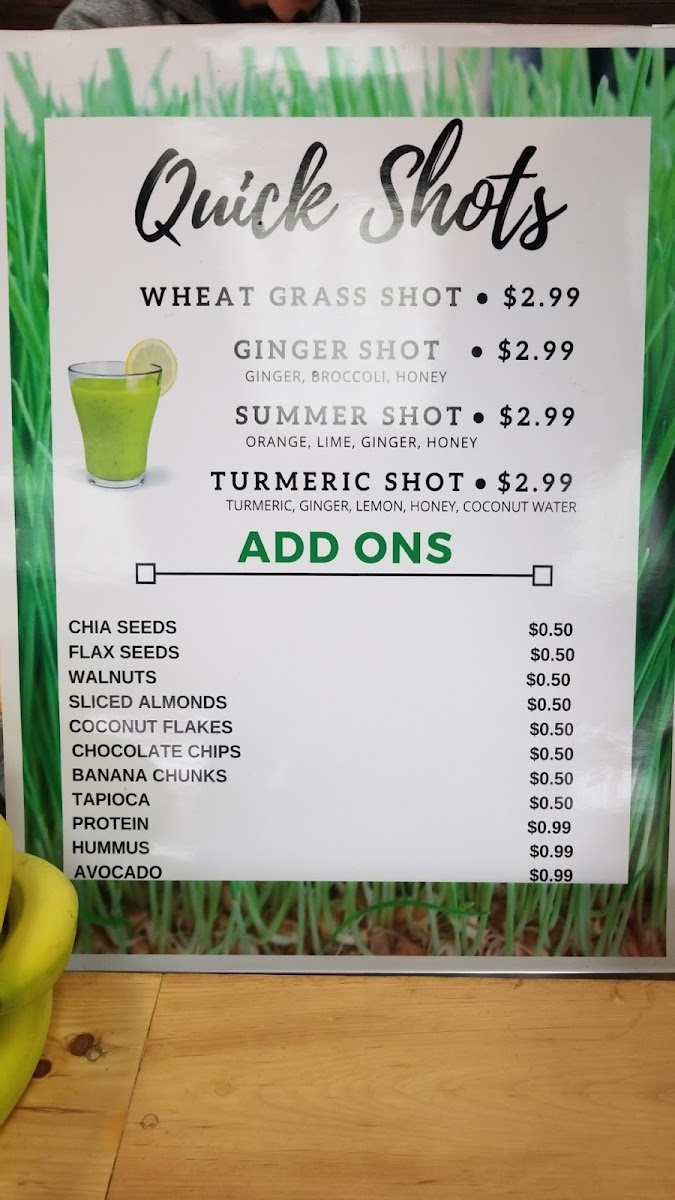 Quick Shots
WHEAT GRASS SHOT • $2.99
GINGER SHOT • $2.99
GINGER, BROCCOLI, HONEY
SUMMER SHOT • $2.99
ORANGE, LIME, GINGER, HONEY
TURMERIC SHOT • $2.99
TURMERIC, GINGER, LEMON, HONEY, COCONUT WATER
ADD ONS
CHIA SEEDS $0.50
FLAX SEEDS $0.50
WALNUTS $0.50
SLICED ALMONDS $0.50
COCONUT FLAKES $0.50
CHOCOLATE CHIPS $0.50
BANANA CHUNKS $0.50
TAPIOCA $0.50
PROTEIN $0.99
HUMMUS $0.99
AVOCADO $0.99